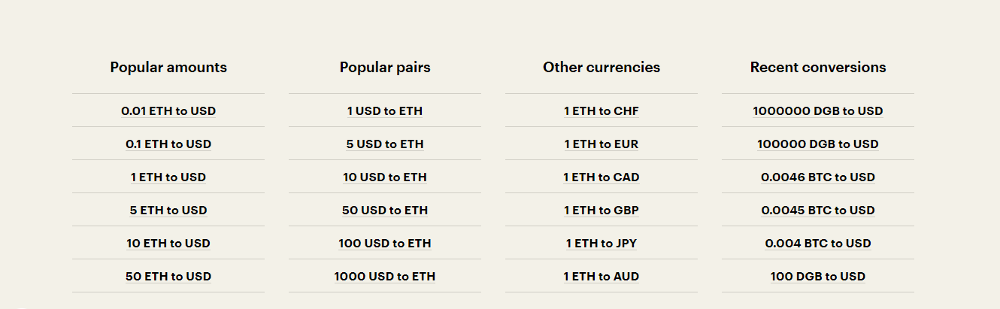 Popular amounts
0.01 ETH to USD
0.1 ETH to USD
1 ETH to USD
5 ETH to USD
10 ETH to USD
50 ETH to USD
Popular pairs
1 USD to ETH
5 USD to ETH
10 USD to ETH
50 USD to ETH
100 USD to ETH
1000 USD to ETH
Other currencies
1 ETH to CHF
1 ETH to EUR
1 ETH to CAD
1 ETH to GBP
1 ETH to JPY
1 ETH to AUD
Recent conversions
1000000 DGB to USD
100000 DGB to USD
0.0046 BTC to USD
0.0045 BTC to USD
0.004 BTC to USD
100 DGB to USD